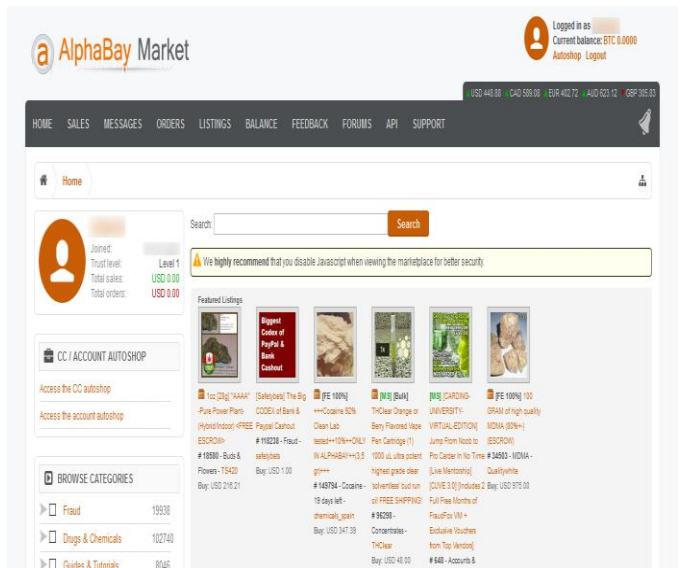 AlphaBay Market
Logged in as
Current balance: BTC 0.0000
Autoshop Logout
USD 448.88 CAD 589.08 EUR 402.72 AUD 623.12 GBP 305.83
HOME SALES MESSAGES ORDERS LISTINGS BALANCE FEEDBACK FORUMS API SUPPORT
Home
Joined:
Trust level: Level 1
Total sales: USD 0.00
Total orders: USD 0.00
CC / ACCOUNT AUTOSHOP
Access the CC autoshop
Access the account autoshop
BROWSE CATEGORIES
Fraud 19938
Drugs & Chemicals 102740
Guides & Tutorials 8046
Search: Search
We highly recommend that you disable Javascript when viewing the marketplace for better security.
Featured Listings
1oz [28g] "AAAA"
-Pure Power Plant-
(Hybrid/Indoor) <FREE
ESCROW>
# 18580 - Buds &
Flowers - TS420
Buy: USD 216.21
Biggest
Codex of
PayPal &
Bank
Cashout
[Safetybets] The Big
CODEX of Bank &
Paypal Cashout
# 118238 - Fraud -
safetybets
Buy: USD 1.00
[FE 100%]
+++Cocaine 92%
Clean Lab
tested++10%++ONLY
IN ALPHABAY++(3,5
gr)+++
# 149794 - Cocaine -
19 days left -
chemicals_spain
Buy: USD 347.39
1x
[MS] [Bulk]
THClear Orange or
Berry Flavored Vape
Pen Cartridge (1)
1000 uL ultra potent
highest grade clear
'solventless' bud run
oil FREE SHIPPING!
# 96298 -
Concentrates -
THClear
Buy: USD 48.00
[MS] [CARDING-
UNIVERSITY-
VIRTUAL-EDITION]
Jump From Noob to
Pro Carder In No Time
[Live Mentorship]
[CUVE 3.0] [Includes 2
Full Free Months of
FraudFox VM +
Exclusive Vouchers
from Top Vendors]
# 648 - Accounts &
[FE 100%] 100
GRAM of high quality
MDMA (80%+-)
(ESCROW)
# 34503 - MDMA -
Qualitywhite
Buy: USD 975.00